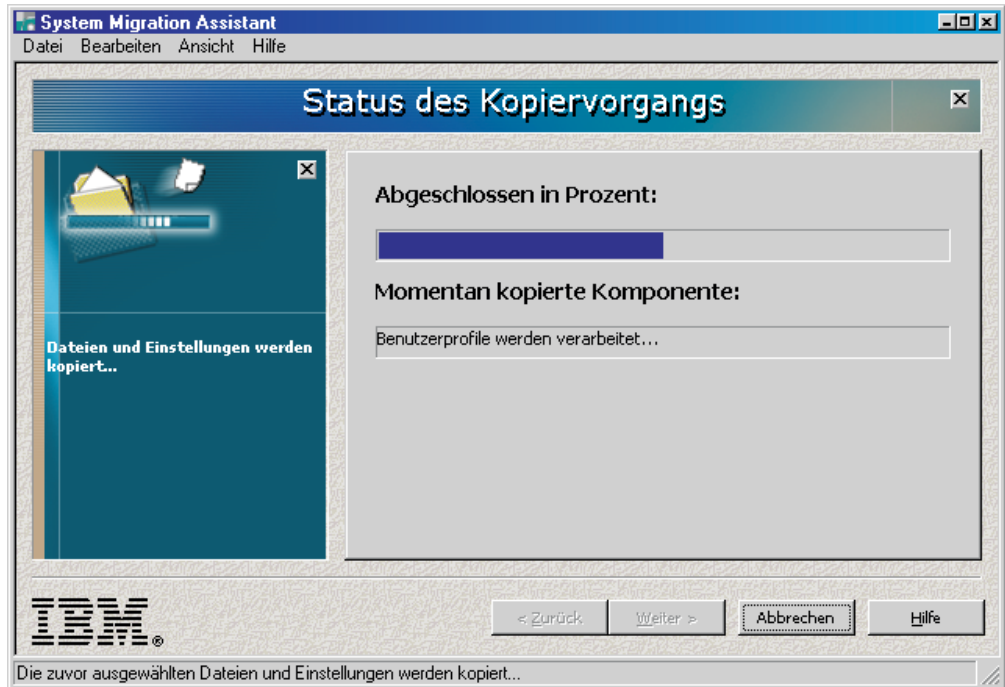 System Migration Assistant
Datei Bearbeiten Ansicht Hilfe
Status des Kopiervorgangs
Dateien und Einstellungen werden
kopiert...
Abgeschlossen in Prozent:
Momentan kopierte Komponente:
Benutzerprofile werden verarbeitet...
IBM®
< Zurück Weiter > Abbrechen Hilfe
Die zuvor ausgewählten Dateien und Einstellungen werden kopiert...